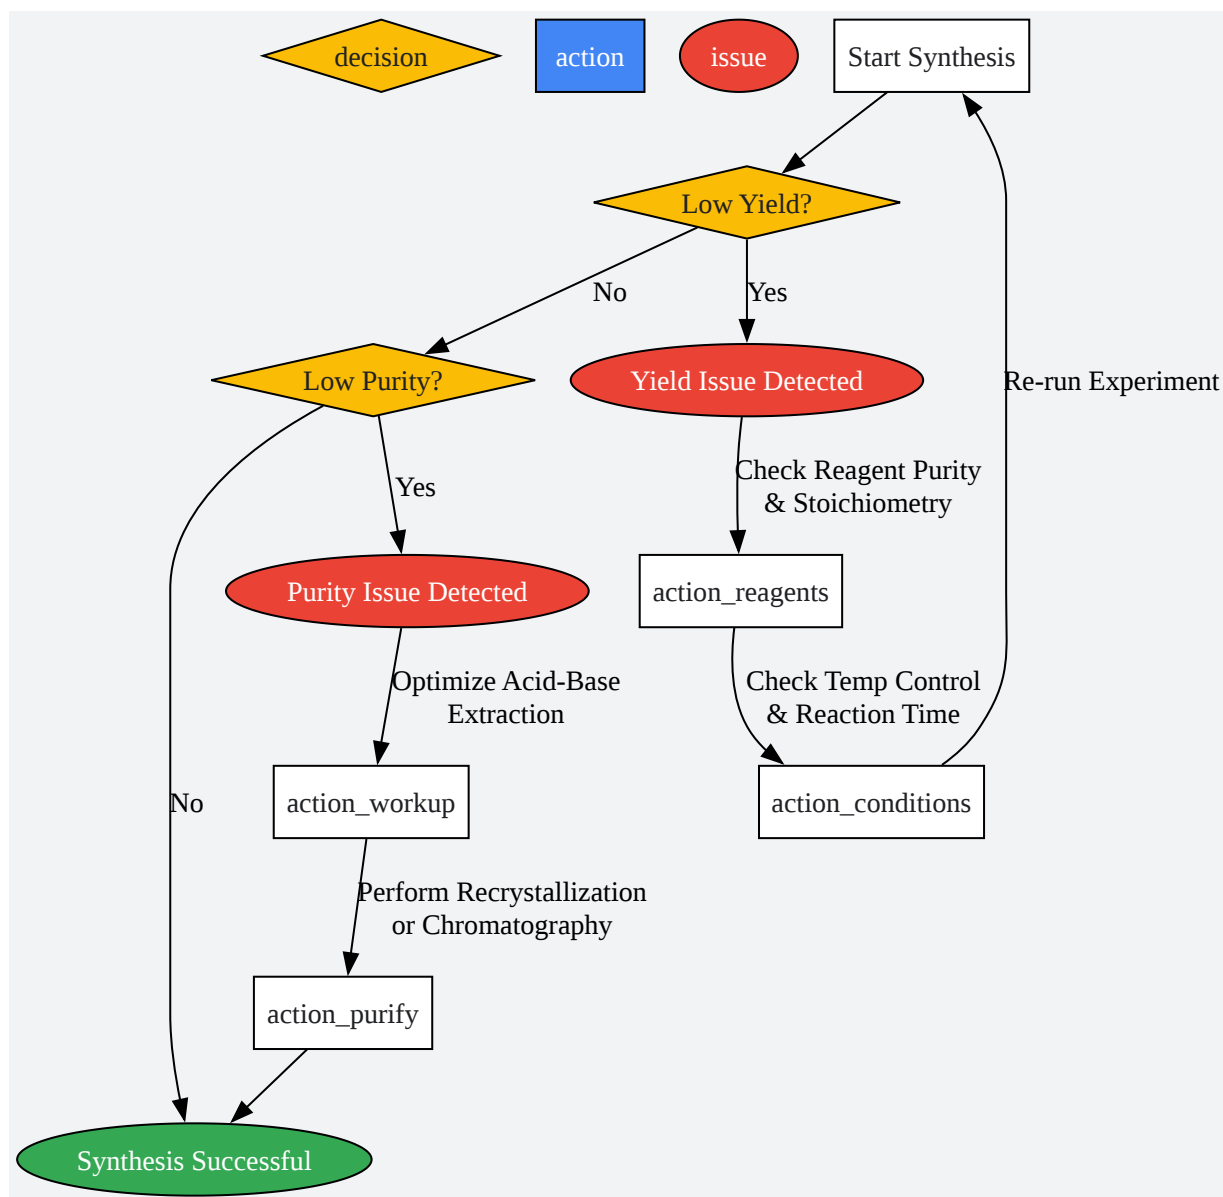 decision
action
issue
Start Synthesis
Low Yield?
No
Yes
Low Purity?
Yield Issue Detected
Re-run Experiment
Check Reagent Purity
& Stoichiometry
Yes
Purity Issue Detected
action_reagents
Optimize Acid-Base
Extraction
Check Temp Control
& Reaction Time
No
action_workup
action_conditions
Perform Recrystallization
or Chromatography
action_purify
Synthesis Successful